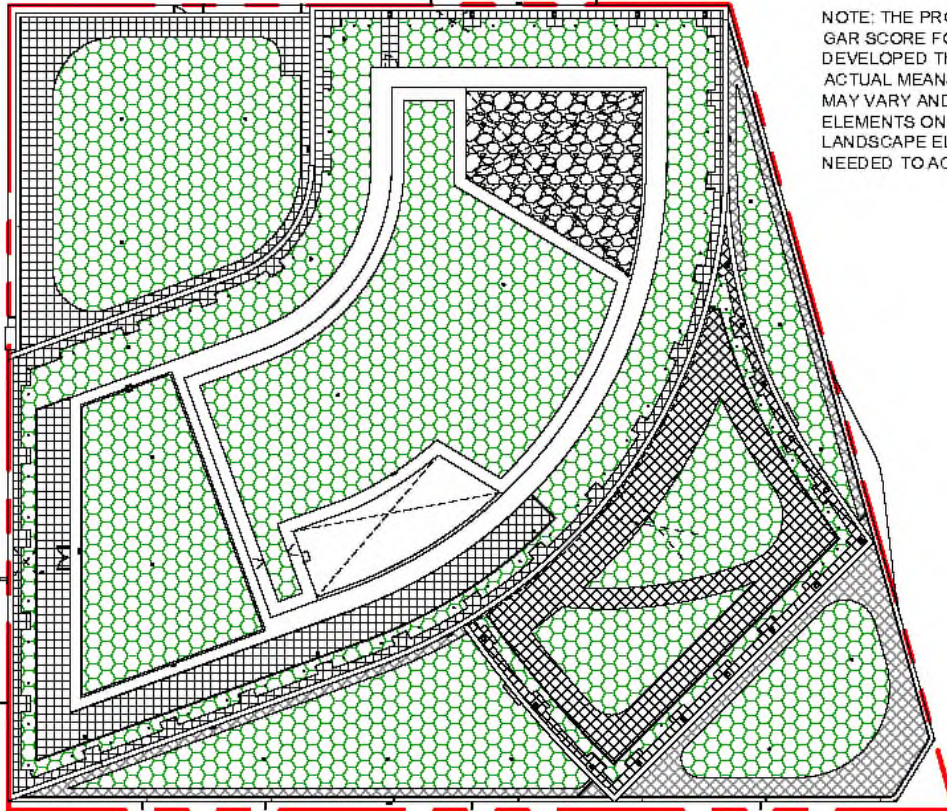 NOTE: THE PRO
GAR SCORE FO
DEVELOPED TH
ACTUAL MEAN
MAY VARY AND
ELEMENTS ON
LANDSCAPE EL
NEEDED TO AC
M